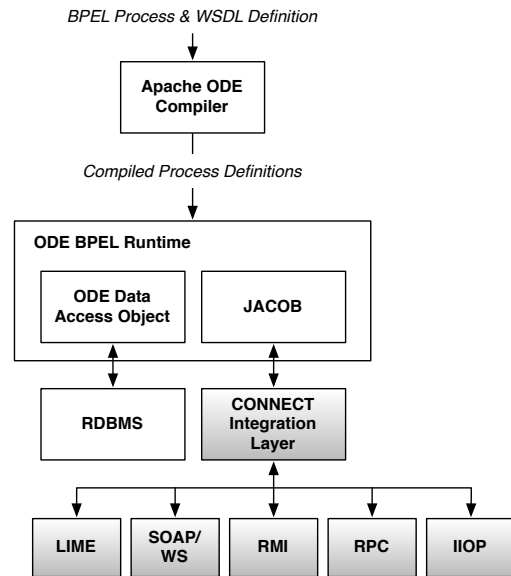 BPEL Process & WSDL Definition
Apache ODE
Compiler
Compiled Process Definitions
ODE BPEL Runtime
ODE Data
Access Object
JACOB
RDBMS
CONNECT
Integration
Layer
LIME
SOAP/
WS
RMI
RPC
IIOP